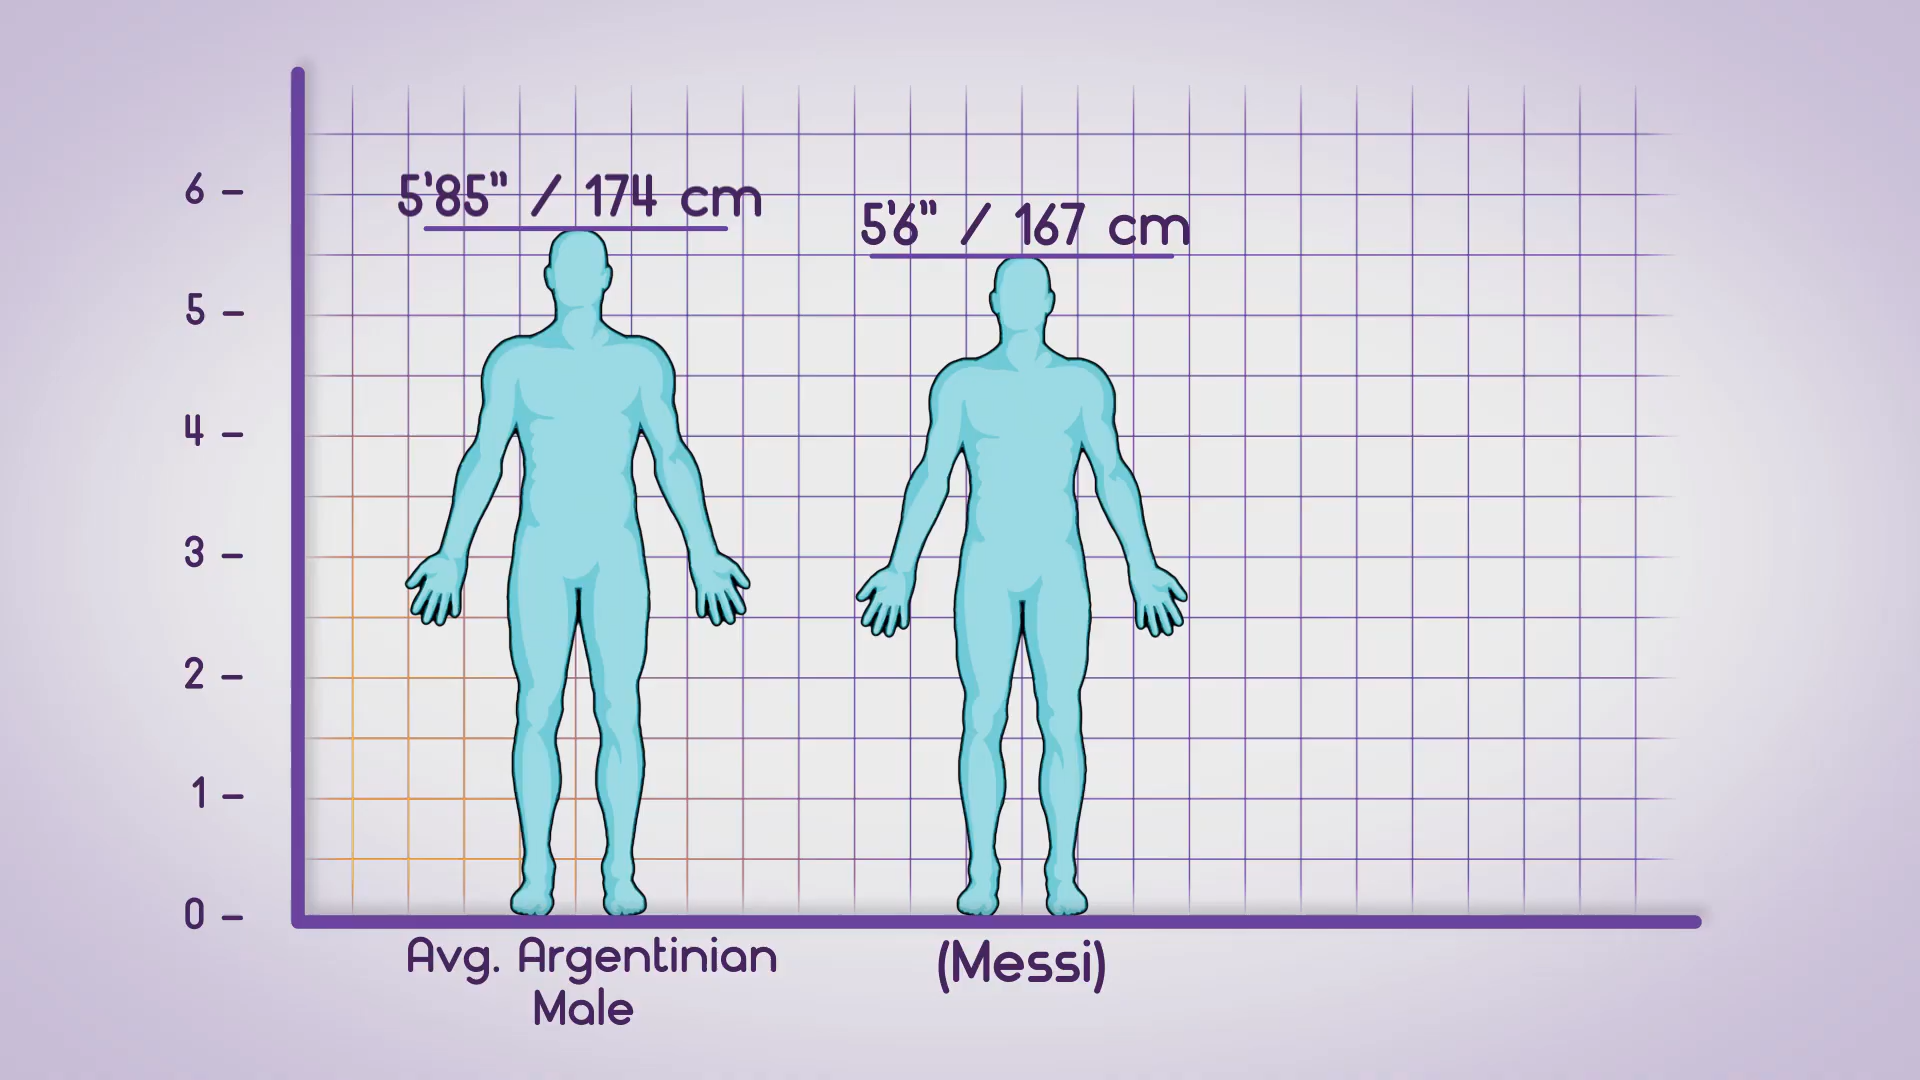 6 –
5'85" / 174 cm
5'6" / 167 cm
5 –
4 –
3 –
2 –
1 –
0 –
Avg. Argentinian
Male
(Messi)